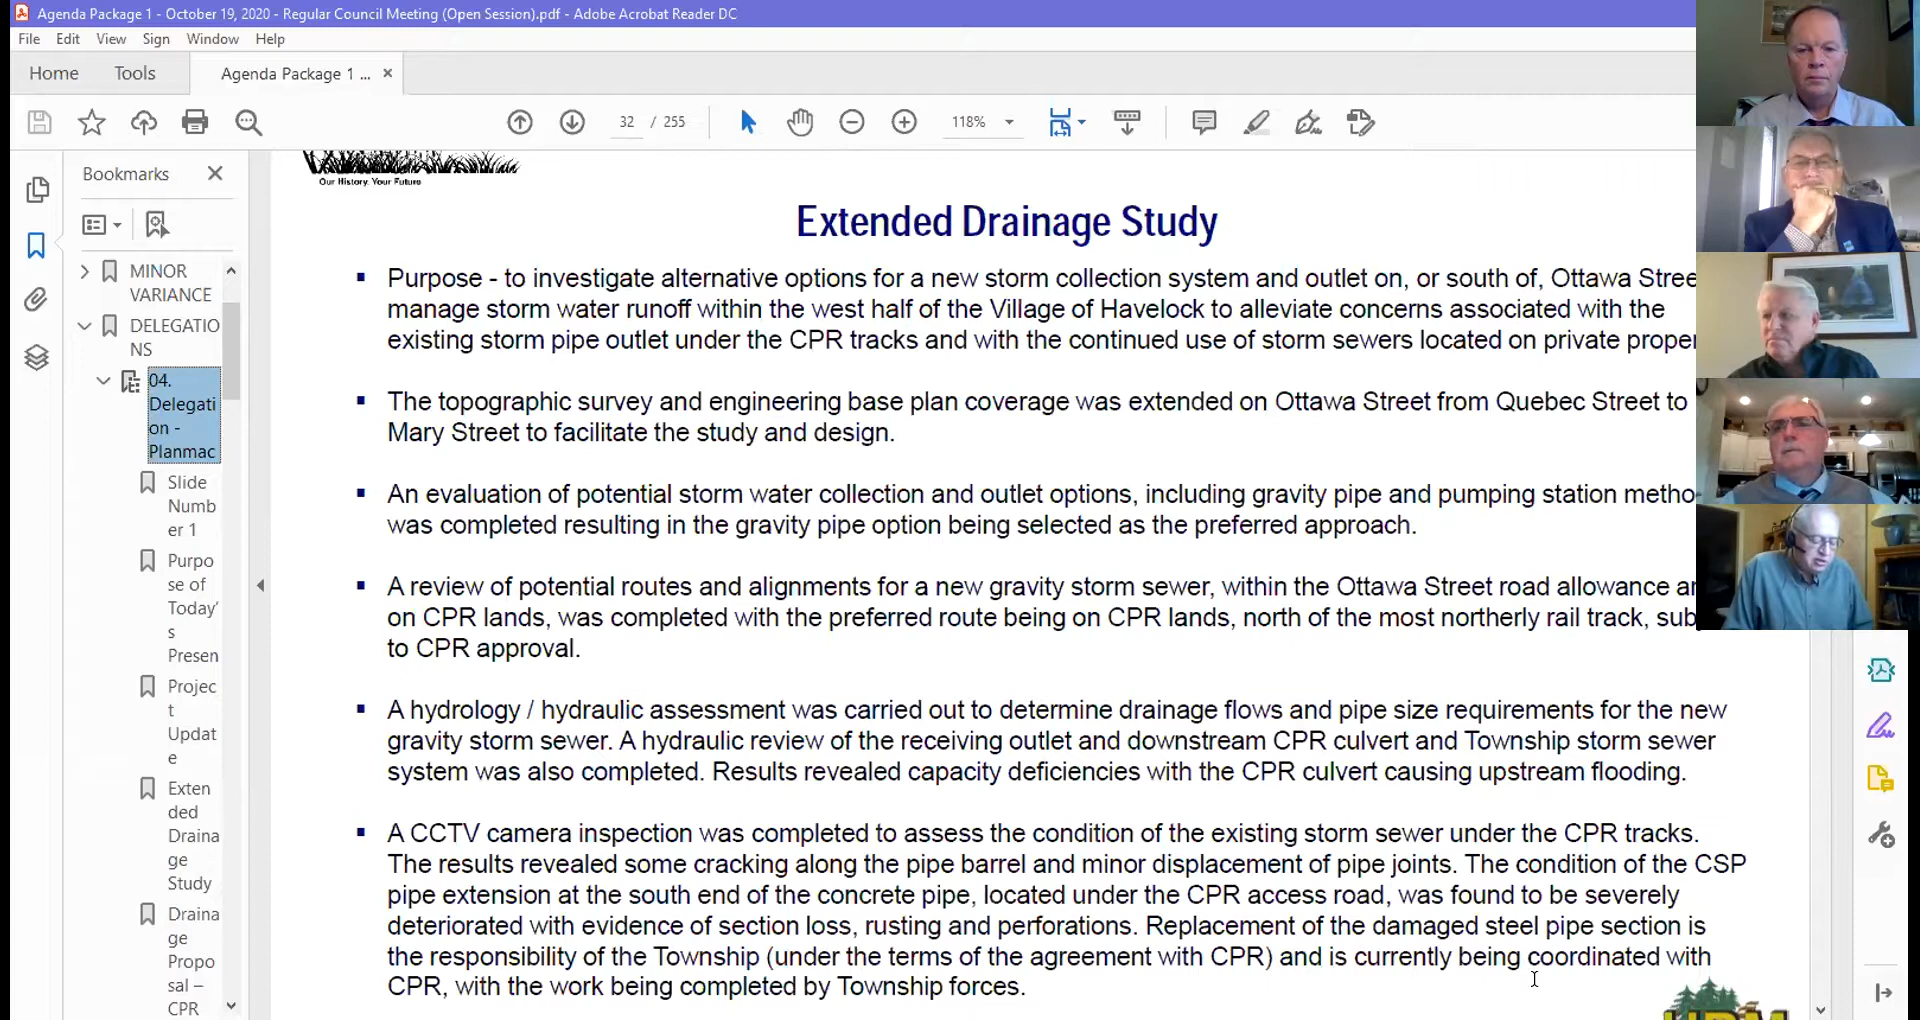 Agenda Package 1 - October 19, 2020 - Regular Council Meeting (Open Session).pdf - Adobe Acrobat Reader DC
File Edit View Sign Window Help
Home Tools Agenda Package 1 ... ×
32 / 255 118%
Bookmarks
MINOR
VARIANCE
DELEGATIO
NS
04.
Delegati
on -
Planmac
Slide
Numb
er 1
Purpo
se of
Today'
s
Presen
Projec
t
Updat
e
Exten
ded
Draina
ge
Study
Draina
ge
Propo
sal –
CPR
Our History. Your Future
Extended Drainage Study
▪ Purpose - to investigate alternative options for a new storm collection system and outlet on, or south of, Ottawa Stree
manage storm water runoff within the west half of the Village of Havelock to alleviate concerns associated with the
existing storm pipe outlet under the CPR tracks and with the continued use of storm sewers located on private proper
▪ The topographic survey and engineering base plan coverage was extended on Ottawa Street from Quebec Street to
Mary Street to facilitate the study and design.
▪ An evaluation of potential storm water collection and outlet options, including gravity pipe and pumping station metho
was completed resulting in the gravity pipe option being selected as the preferred approach.
▪ A review of potential routes and alignments for a new gravity storm sewer, within the Ottawa Street road allowance a
on CPR lands, was completed with the preferred route being on CPR lands, north of the most northerly rail track, sub
to CPR approval.
▪ A hydrology / hydraulic assessment was carried out to determine drainage flows and pipe size requirements for the new
gravity storm sewer. A hydraulic review of the receiving outlet and downstream CPR culvert and Township storm sewer
system was also completed. Results revealed capacity deficiencies with the CPR culvert causing upstream flooding.
▪ A CCTV camera inspection was completed to assess the condition of the existing storm sewer under the CPR tracks.
The results revealed some cracking along the pipe barrel and minor displacement of pipe joints. The condition of the CSP
pipe extension at the south end of the concrete pipe, located under the CPR access road, was found to be severely
deteriorated with evidence of section loss, rusting and perforations. Replacement of the damaged steel pipe section is
the responsibility of the Township (under the terms of the agreement with CPR) and is currently being coordinated with
CPR, with the work being completed by Township forces.